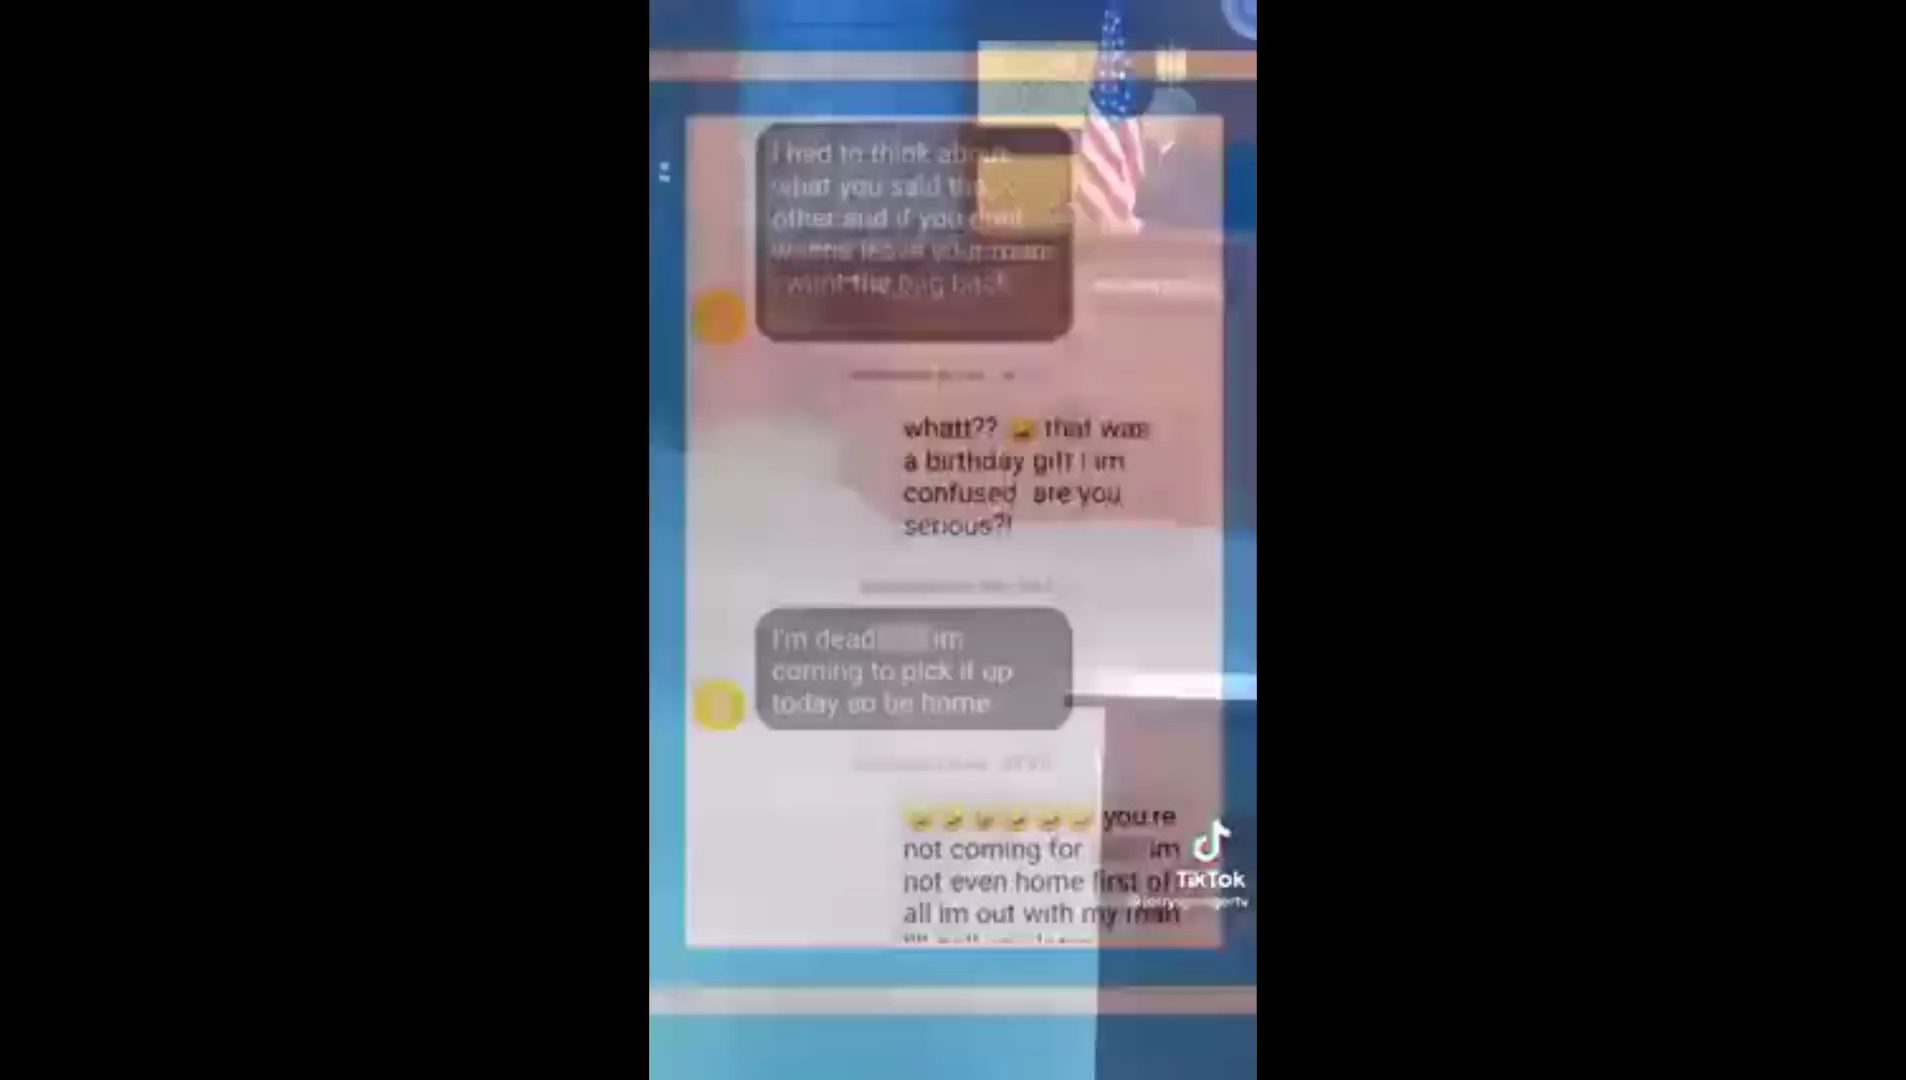 I had to think about
what you said the
other and if you dont
wanna leave your man
i want the bag back
whatt?? 😂 that was
a birthday gift! im
confused are you
serious?!
I'm dead im
coming to pick it up
today so be home
you're
not coming for im
not even home first of
all im out with my man
TikTok